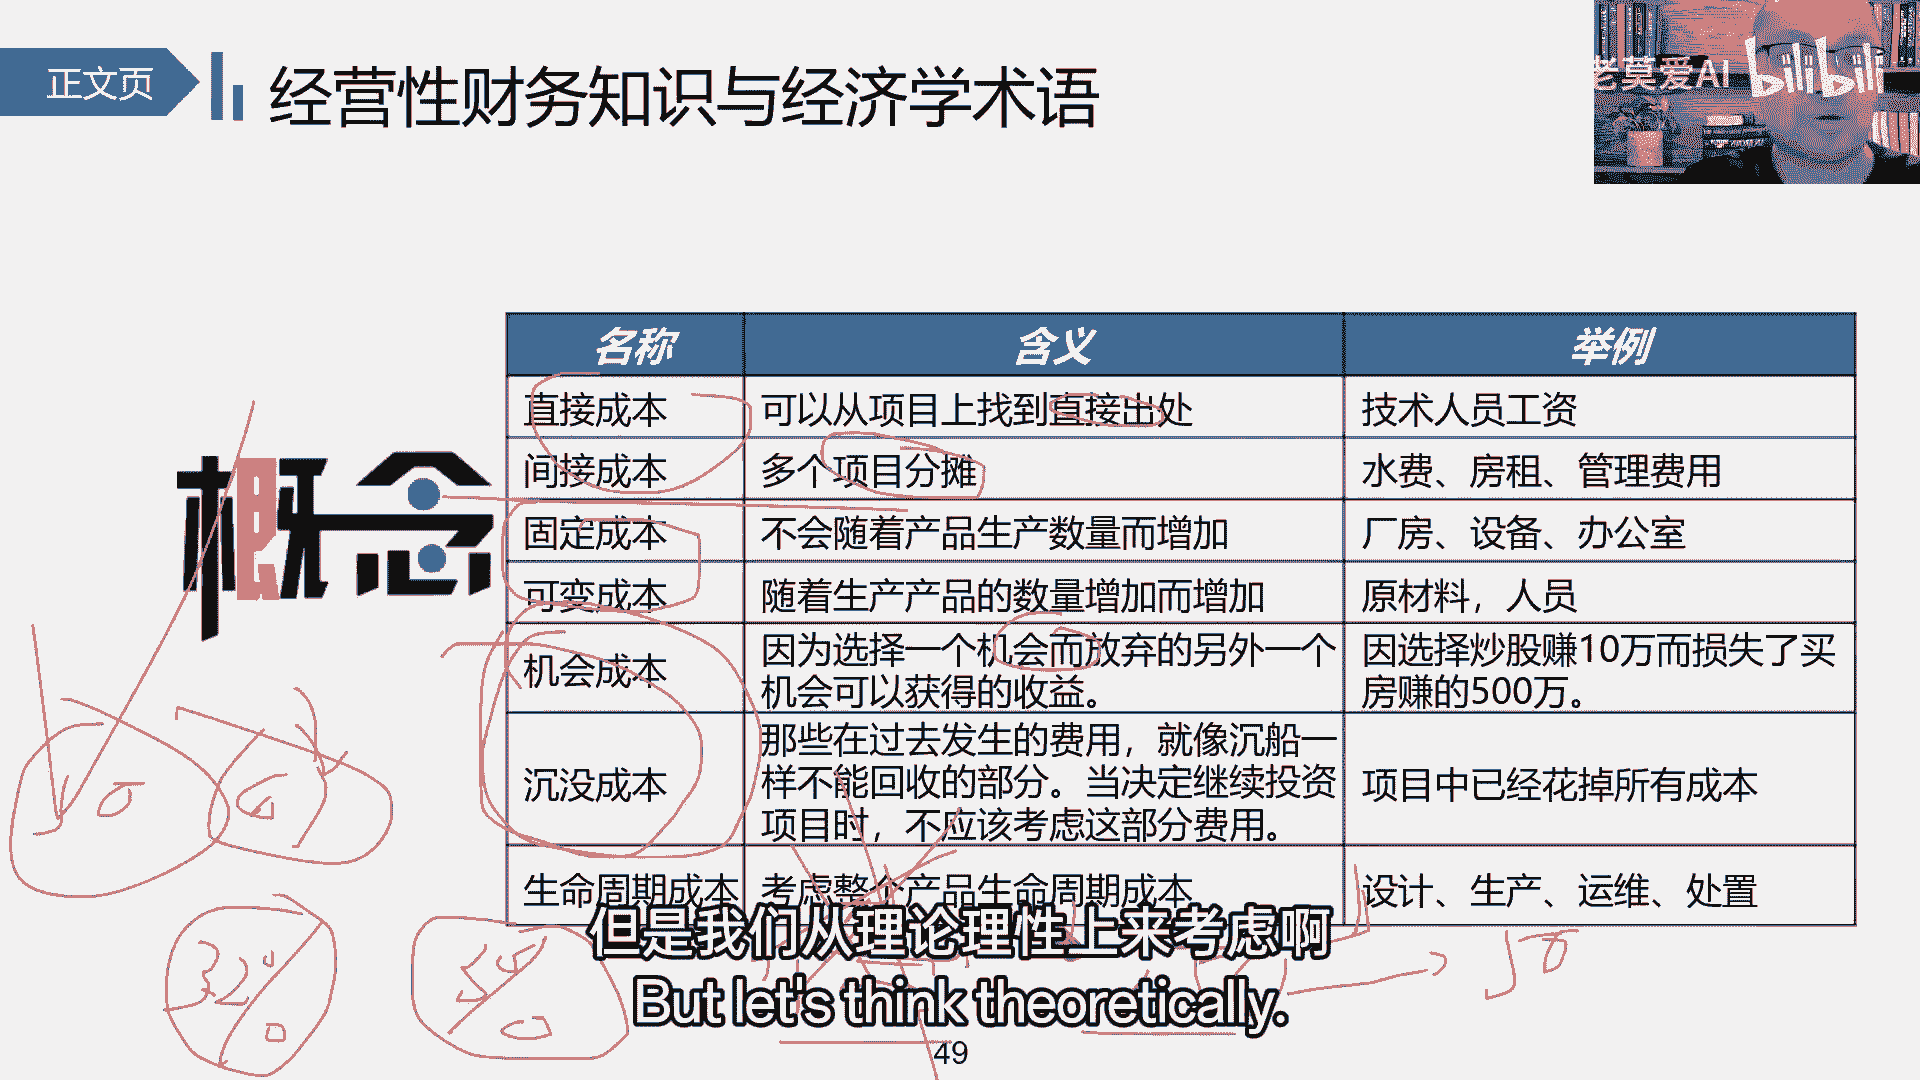 正文页
经营性财务知识与经济学术语
老莫爱AI
bilibili
概念
名称 含义 举例
直接成本 可以从项目上找到直接出处 技术人员工资
间接成本 多个项目分摊 水费、房租、管理费用
固定成本 不会随着产品生产数量而增加 厂房、设备、办公室
可变成本 随着生产产品的数量增加而增加 原材料，人员
机会成本 因为选择一个机会而放弃的另外一个
机会可以获得的收益。
因选择炒股赚10万而损失了买
房赚的500万。
沉没成本 那些在过去发生的费用，就像沉船一
样不能回收的部分。当决定继续投资
项目时，不应该考虑这部分费用。
项目中已经花掉所有成本
生命周期成本 考虑整个产品生命周期成本 设计、生产、运维、处置
但是我们从理论理性上来考虑啊
But let's think theoretically.
49